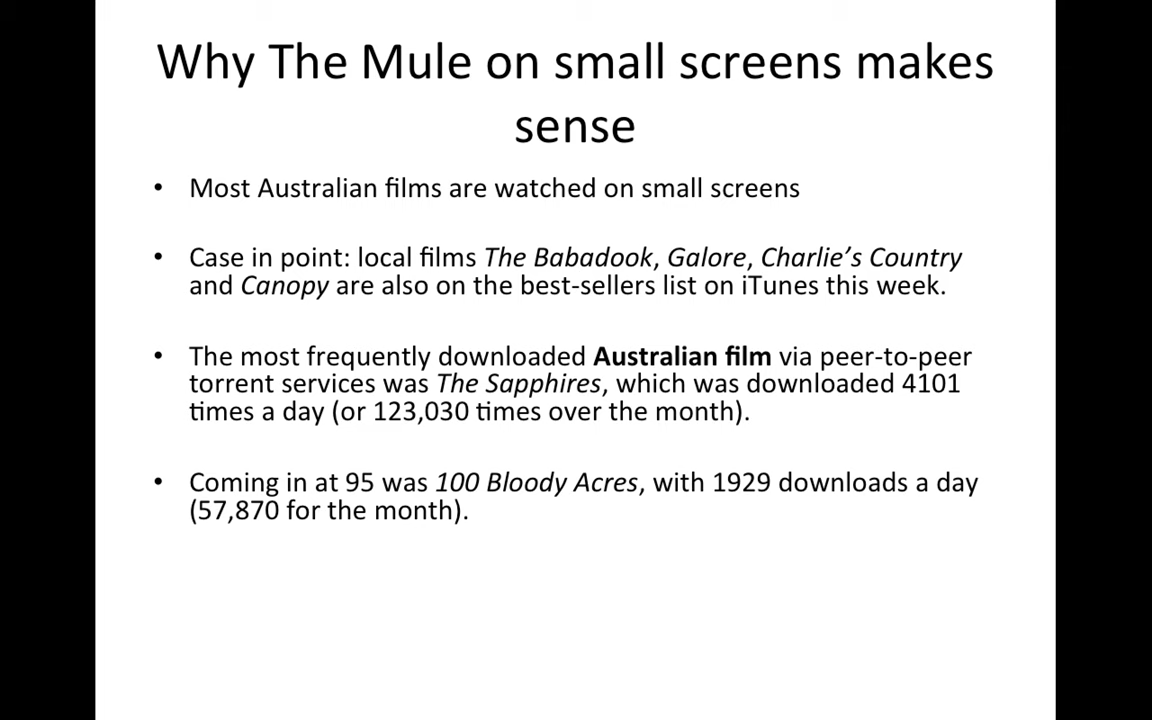 Why The Mule on small screens makes
sense
• Most Australian films are watched on small screens
• Case in point: local films The Babadook, Galore, Charlie’s Country
and Canopy are also on the best-sellers list on iTunes this week.
• The most frequently downloaded Australian film via peer-to-peer
torrent services was The Sapphires, which was downloaded 4101
times a day (or 123,030 times over the month).
• Coming in at 95 was 100 Bloody Acres, with 1929 downloads a day
(57,870 for the month).